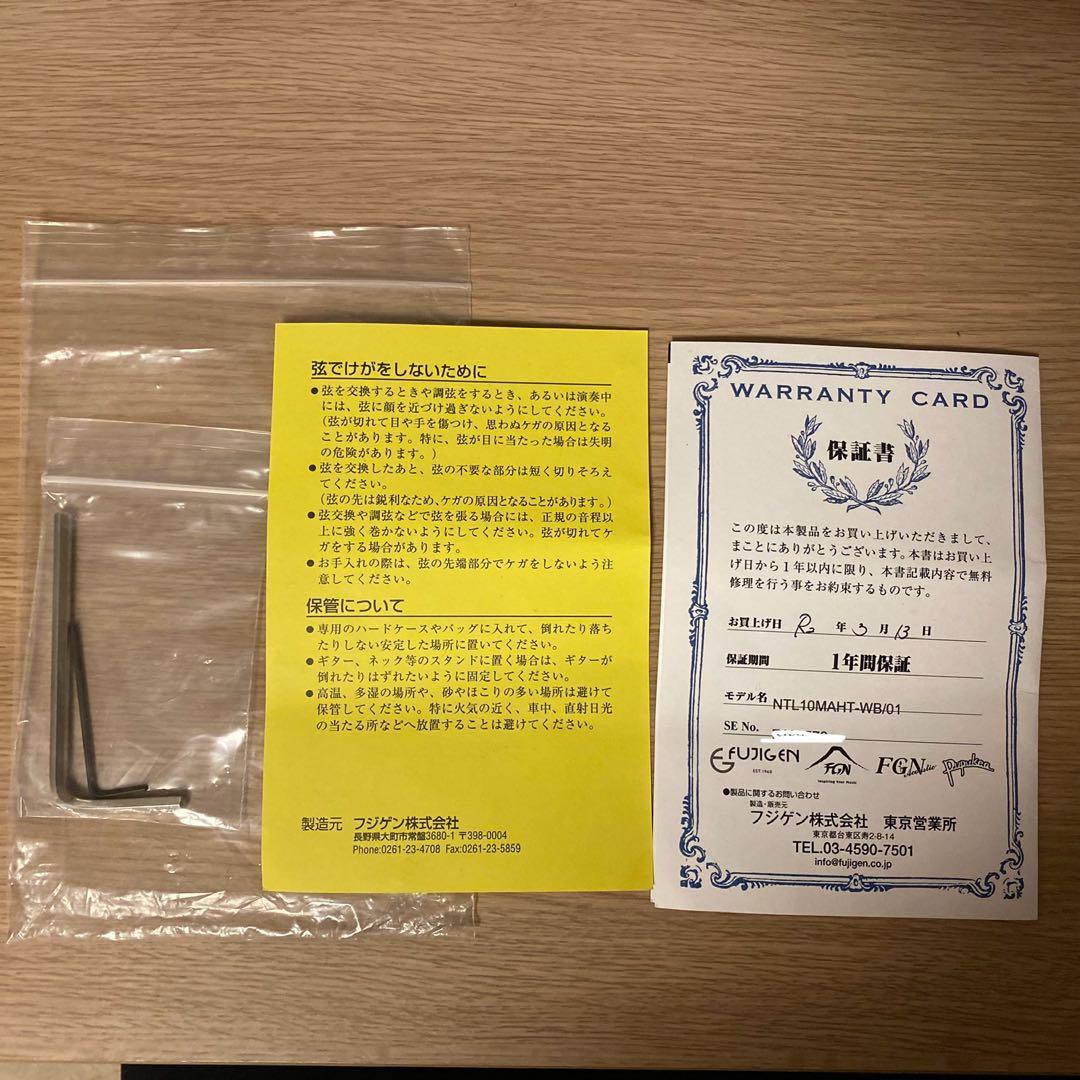 弦でけがをしないために
●弦を交換するときや調弦をするとき、あるいは演奏中
には、弦に顔を近づけ過ぎないようにしてください。
（弦が切れて目や手を傷つけ、思わぬケガの原因となる
ことがあります。特に、弦が目に当たった場合は失明
の危険があります。）
●弦を交換したあと、弦の不要な部分は短く切りそろえ
てください。
（弦の先は鋭利なため、ケガの原因となることがあります。）
●弦交換や調弦などで弦を張る場合には、正規の音程以
上に強く巻かないようにしてください。弦が切れてケ
ガをする場合があります。
●お手入れの際は、弦の先端部分でケガをしないよう注
意してください。
保管について
●専用のハードケースやバッグに入れて、倒れたり落ち
たりしない安定した場所に置いてください。
●ギター、ネック等のスタンドに置く場合は、ギターが
倒れたりはずれたいように固定してください。
●高温、多湿の場所や、砂やほこりの多い場所は避けて
保管してください。特に火気の近く、車中、直射日光
の当たる所などへ放置することは避けてください。
製造元 フジゲン株式会社
長野県大町市常盤3680-1 〒398-0004
Phone:0261-23-4708 Fax:0261-23-5859
WARRANTY CARD
保証書
この度は本製品をお買い上げいただきまして、
まことにありがとうございます。本書はお買い上
げ日から1年以内に限り、本書記載内容で無料
修理を行う事をお約束するものです。
お買上げ日 R2 年 3 月 13 日
保証期間 1年間保証
モデル名 NTL10MAHT-WB/01
SE No.
FUJIGEN EST.1960 FGN Inspiring Your Music FGN acoustic
●製品に関するお問い合わせ
製造・販売元
フジゲン株式会社 東京営業所
東京都台東区寿2-8-14
TEL.03-4590-7501
info@fujigen.co.jp